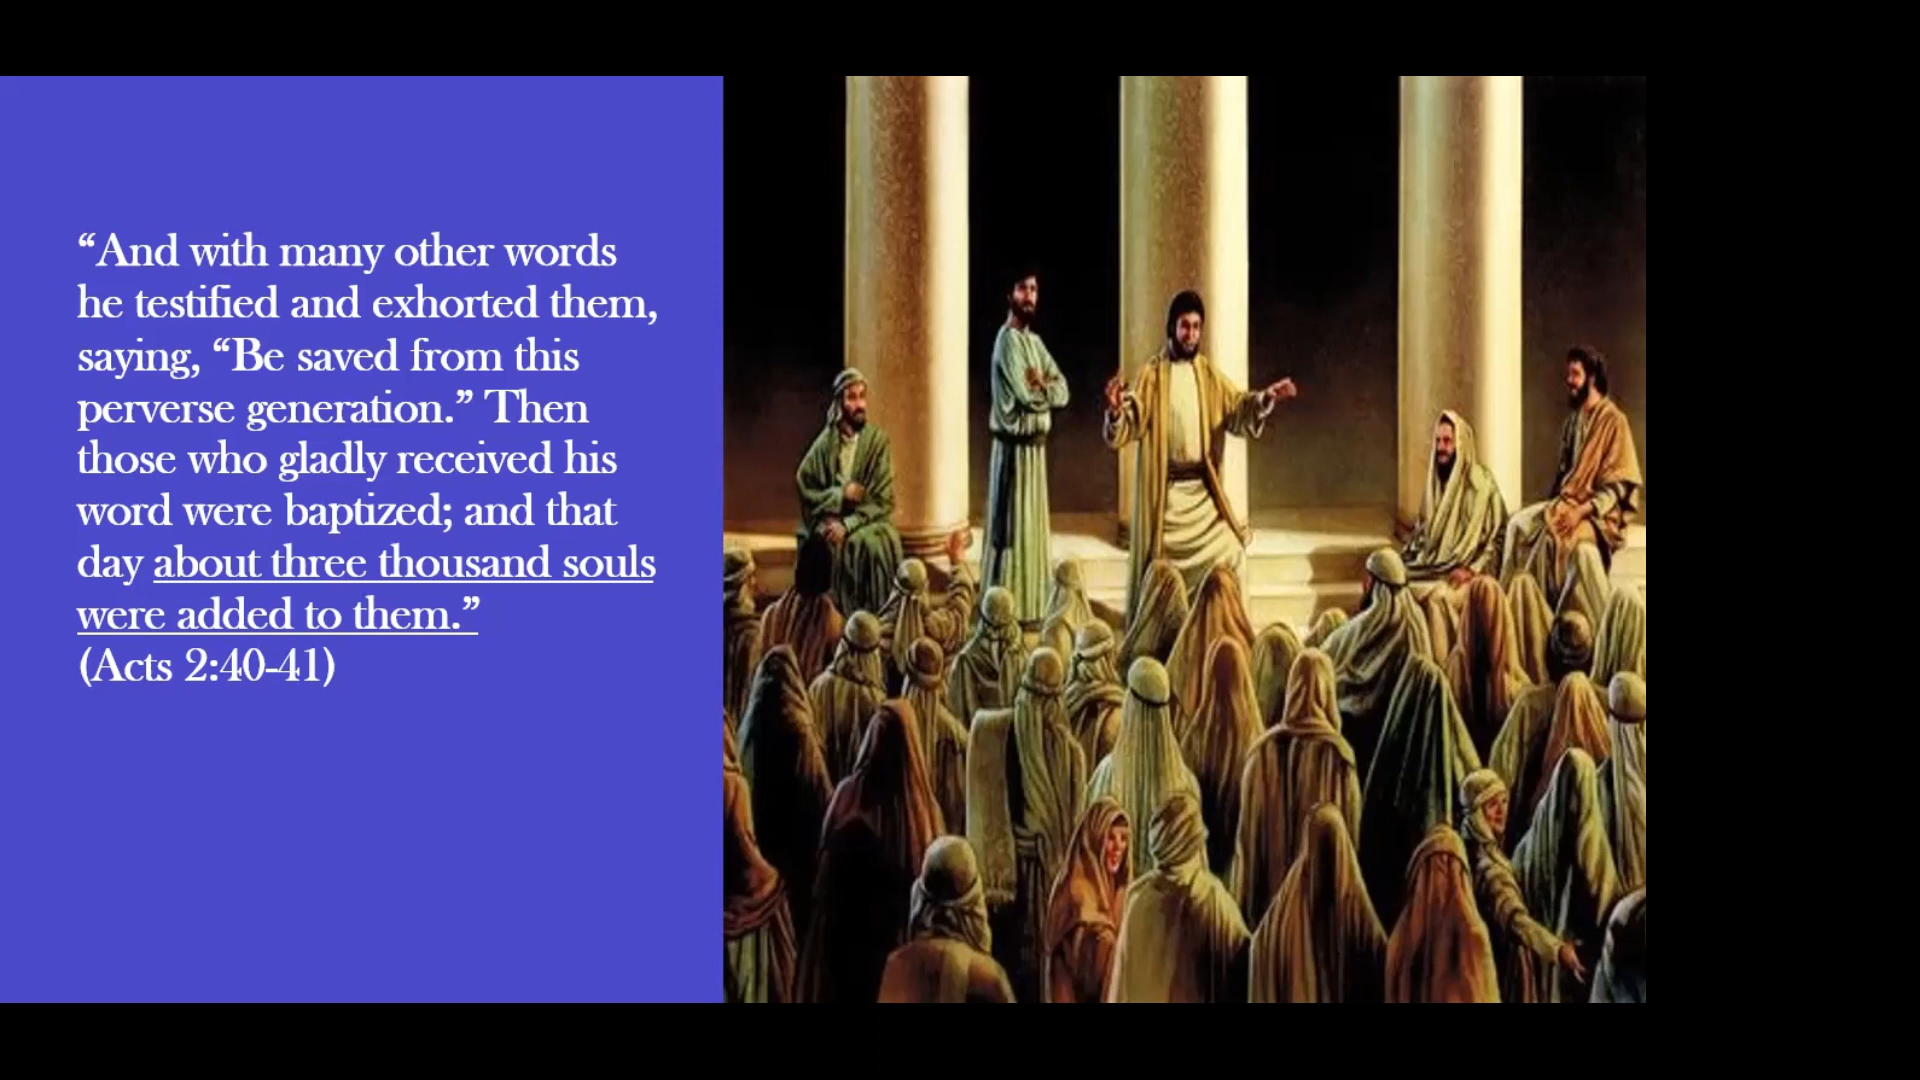 “And with many other words
he testified and exhorted them,
saying, “Be saved from this
perverse generation.” Then
those who gladly received his
word were baptized; and that
day about three thousand souls
were added to them.”
(Acts 2:40-41)